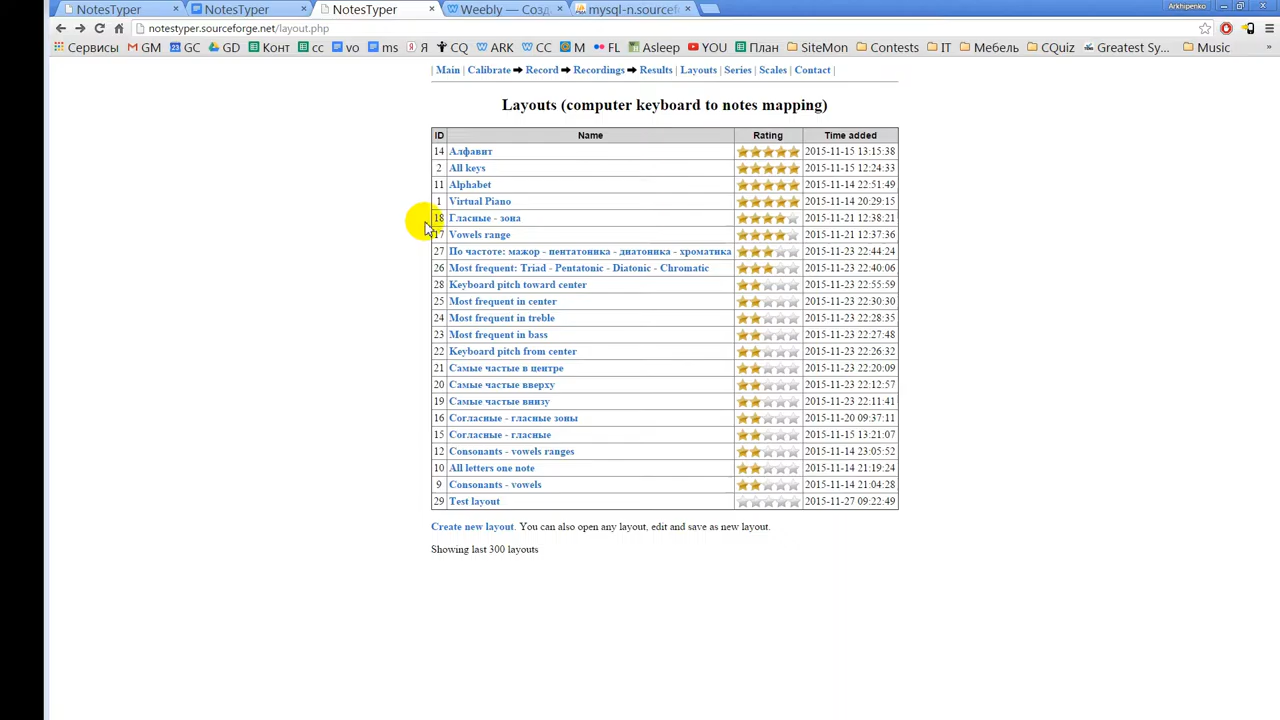 NotesTyper NotesTyper NotesTyper Weebly — Созд mysql-n.sourcef Arkhipenko
notestyper.sourceforge.net/layout.php
Сервисы GM GC GD Конт cc vo ms Я CQ ARK CC M FL Asleep YOU План SiteMon Contests IT Мебель CQuiz Greatest Sy... Music »
| Main | Calibrate Record Recordings Results | Layouts | Series | Scales | Contact |
Layouts (computer keyboard to notes mapping)
ID Name Rating Time added
14 Алфавит 2015-11-15 13:15:38
2 All keys 2015-11-15 12:24:33
11 Alphabet 2015-11-14 22:51:49
1 Virtual Piano 2015-11-14 20:29:15
18 Гласные - зона 2015-11-21 12:38:21
17 Vowels range 2015-11-21 12:37:36
27 По частоте: мажор - пентатоника - диатоника - хроматика 2015-11-23 22:44:24
26 Most frequent: Triad - Pentatonic - Diatonic - Chromatic 2015-11-23 22:40:06
28 Keyboard pitch toward center 2015-11-23 22:55:59
25 Most frequent in center 2015-11-23 22:30:30
24 Most frequent in treble 2015-11-23 22:28:35
23 Most frequent in bass 2015-11-23 22:27:48
22 Keyboard pitch from center 2015-11-23 22:26:32
21 Самые частые в центре 2015-11-23 22:20:09
20 Самые частые вверху 2015-11-23 22:12:57
19 Самые частые внизу 2015-11-23 22:11:41
16 Согласные - гласные зоны 2015-11-20 09:37:11
15 Согласные - гласные 2015-11-15 13:21:07
12 Consonants - vowels ranges 2015-11-14 23:05:52
10 All letters one note 2015-11-14 21:19:24
9 Consonants - vowels 2015-11-14 21:04:28
29 Test layout 2015-11-27 09:22:49
Create new layout. You can also open any layout, edit and save as new layout.
Showing last 300 layouts